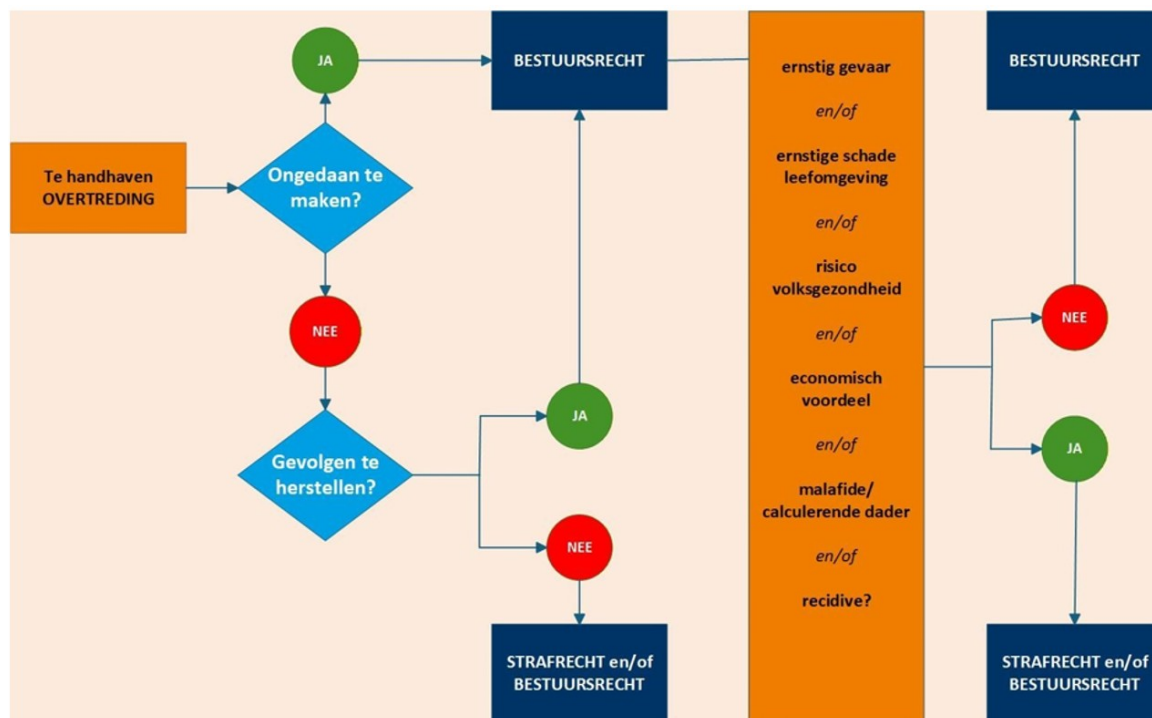 Te handhaven
OVERTREDING
JA
Ongedaan te
maken?
NEE
Gevolgen te
herstellen?
BESTUURSRECHT
JA
NEE
STRAFRECHT en/of
BESTUURSRECHT
ernstig gevaar
en/of
ernstige schade
leefomgeving
en/of
risico
volksgezondheid
en/of
economisch
voordeel
en/of
malafide/
calculerende dader
en/of
recidive?
BESTUURSRECHT
NEE
JA
STRAFRECHT en/of
BESTUURSRECHT